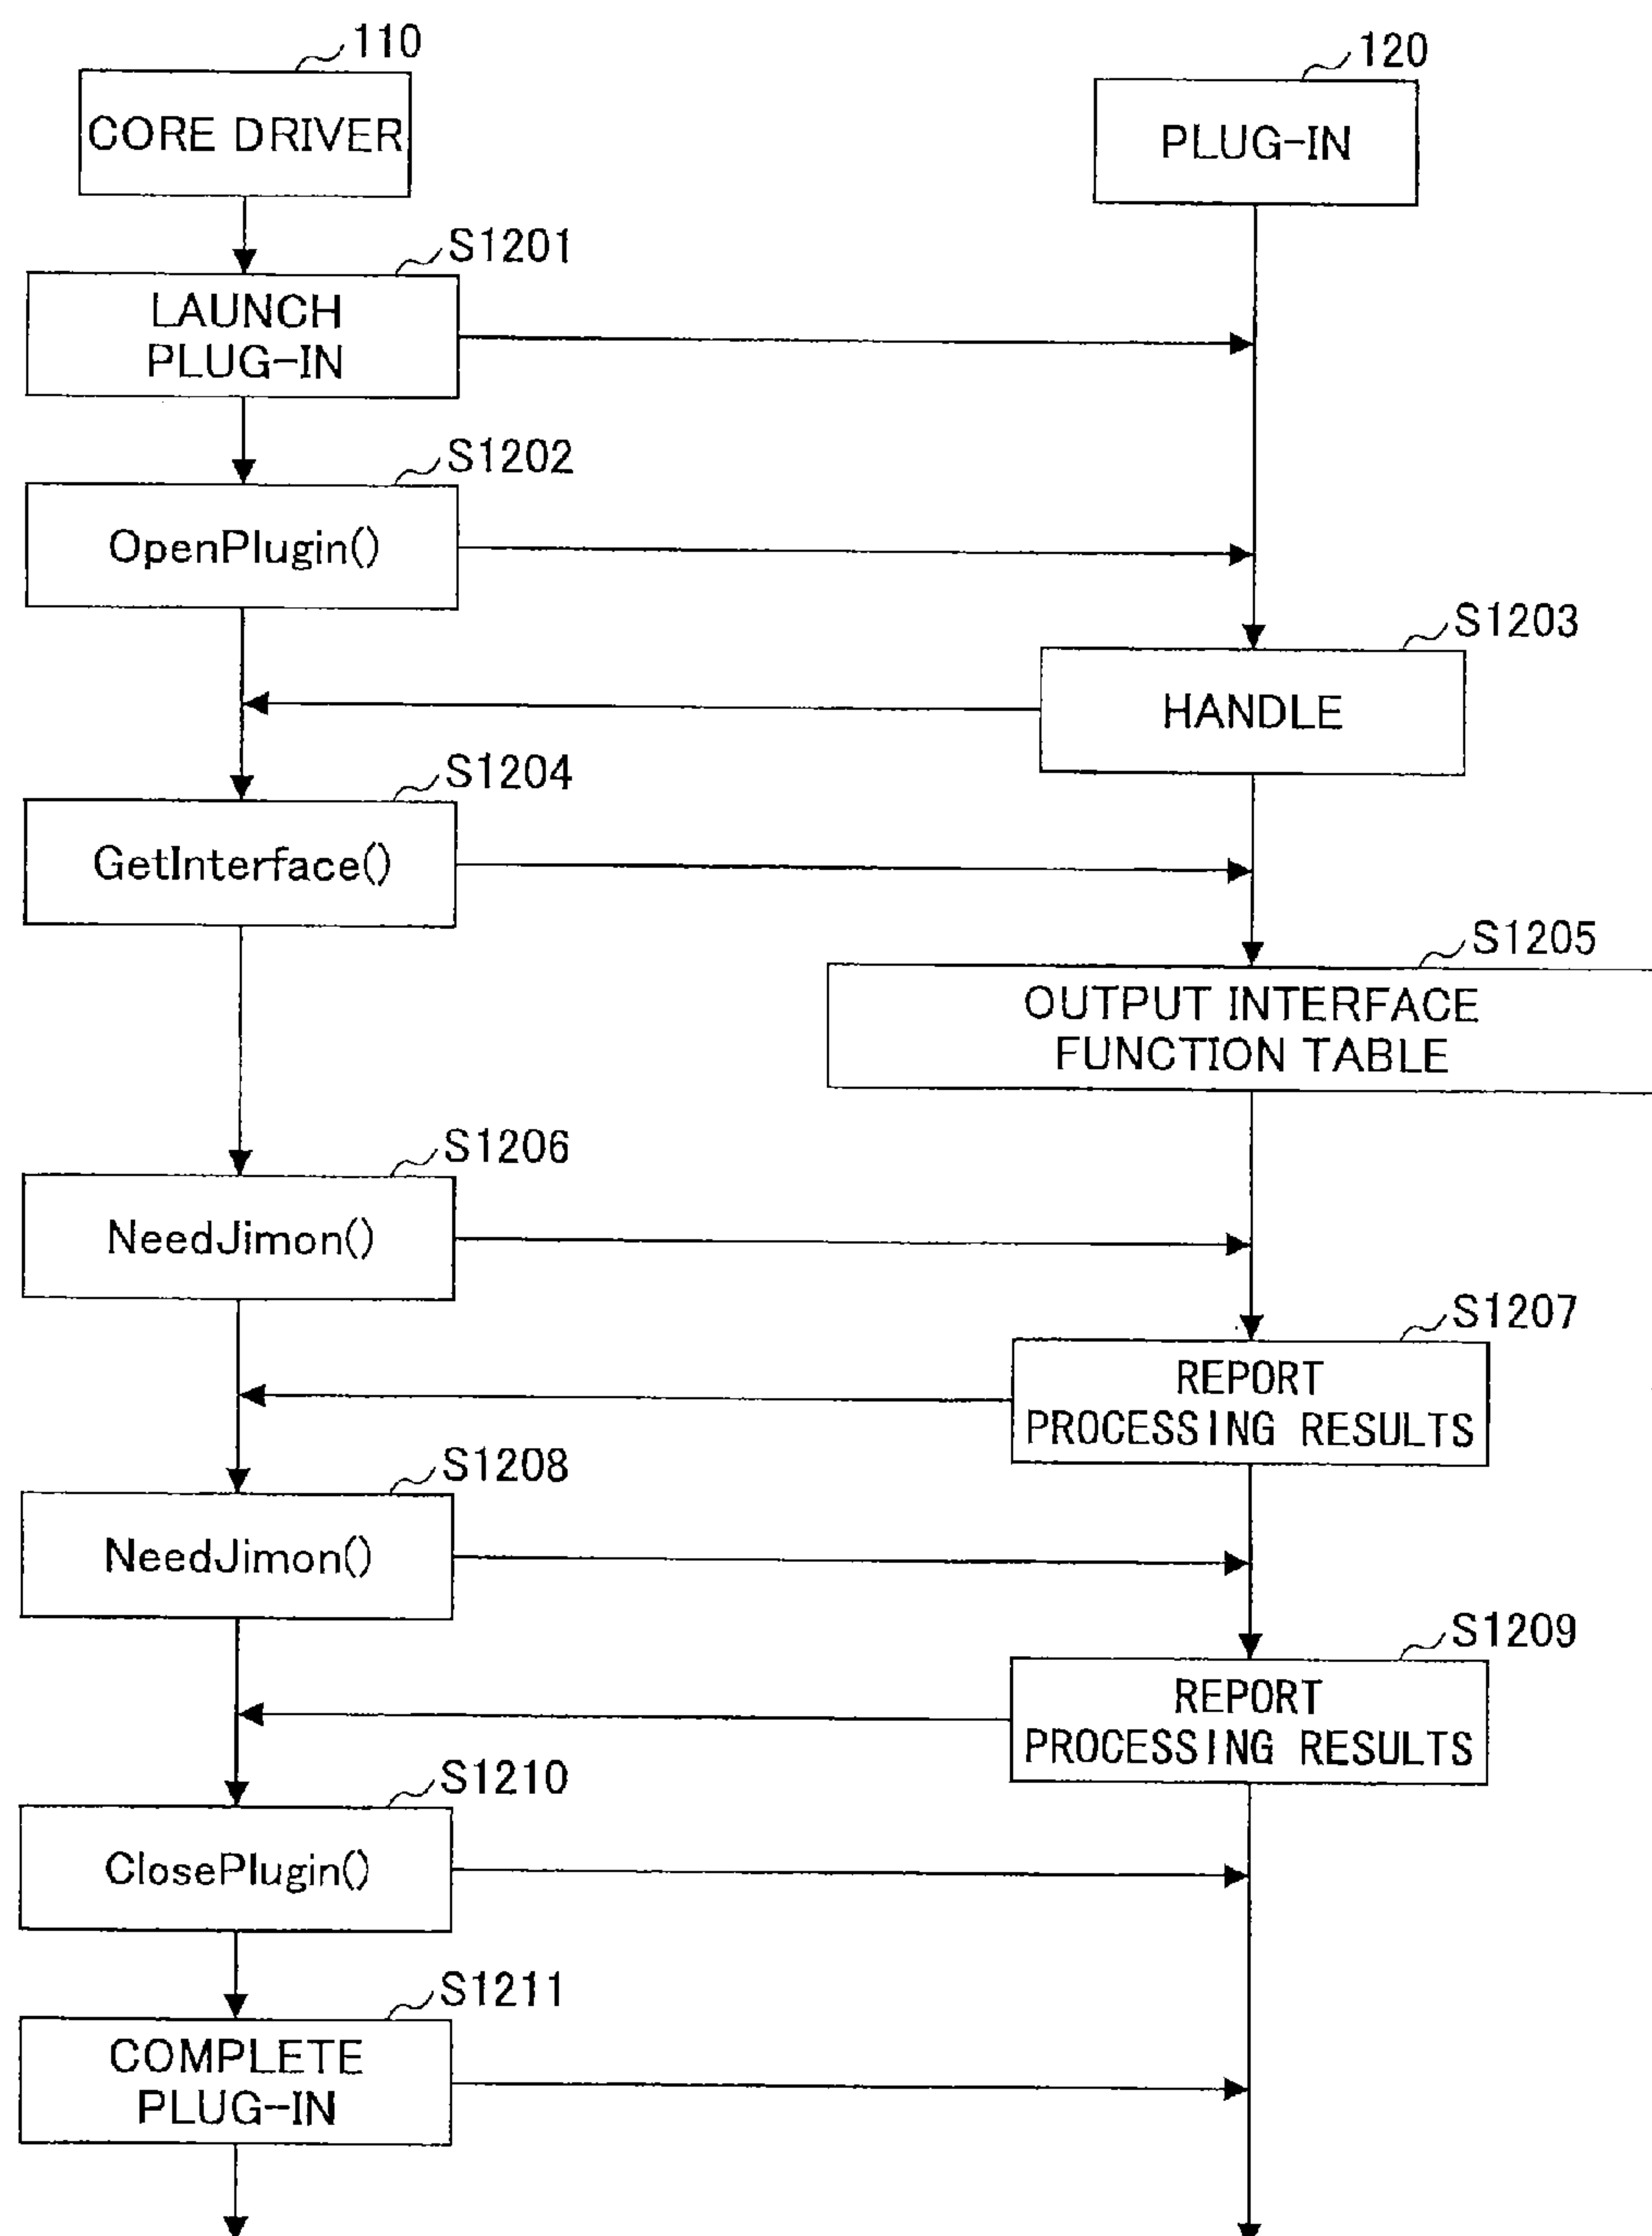 110
CORE DRIVER
120
PLUG-IN
S1201
LAUNCH
PLUG-IN
S1202
OpenPlugin()
S1203
HANDLE
S1204
GetInterface()
S1205
OUTPUT INTERFACE
FUNCTION TABLE
S1206
NeedJimon()
S1207
REPORT
PROCESSING RESULTS
S1208
NeedJimon()
S1209
REPORT
PROCESSING RESULTS
S1210
ClosePlugin()
S1211
COMPLETE
PLUG-IN